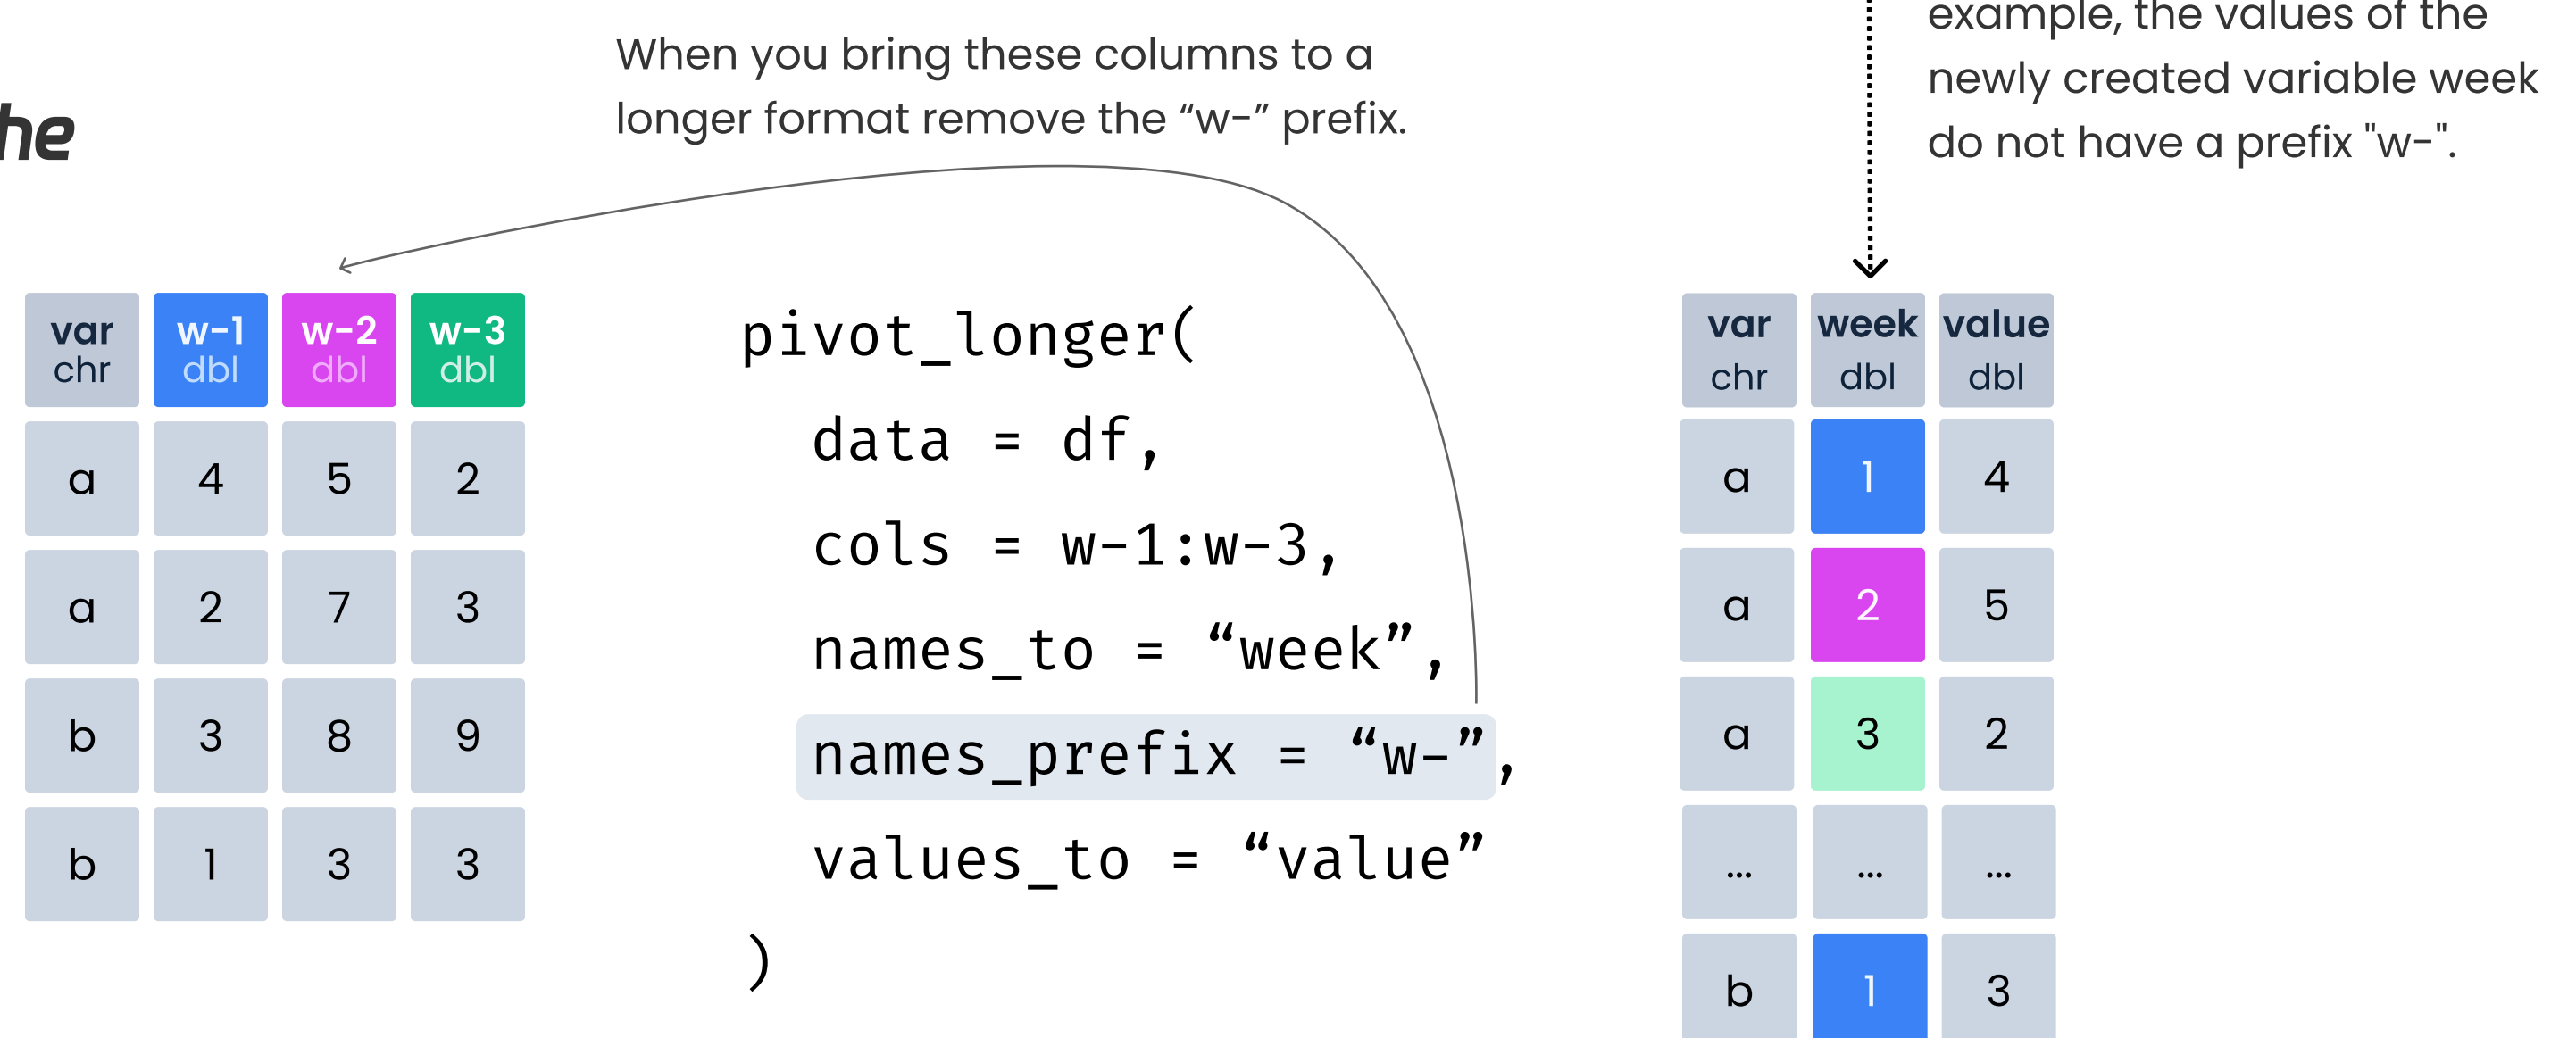 When you bring these columns to a
longer format remove the “w-” prefix.
example, the values of the
newly created variable week
do not have a prefix "w-".
he
var w-1 w-2 w-3
chr dbl dbl dbl
a 4 5 2
a 2 7 3
b 3 8 9
b 1 3 3
pivot_longer(
data = df,
cols = w-1:w-3,
names_to = “week”,
names_prefix = “w-”,
values_to = “value”
)
var week value
chr dbl dbl
a 1 4
a 2 5
a 3 2
... ... ...
b 1 3